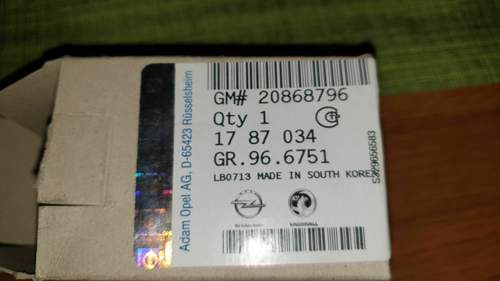 GM# 20868796
Qty 1
17 87 034
GR.96.6751
LB0713 MADE IN SOUTH KOREA
Adam Opel AG, D-65423 Rüsselsheim